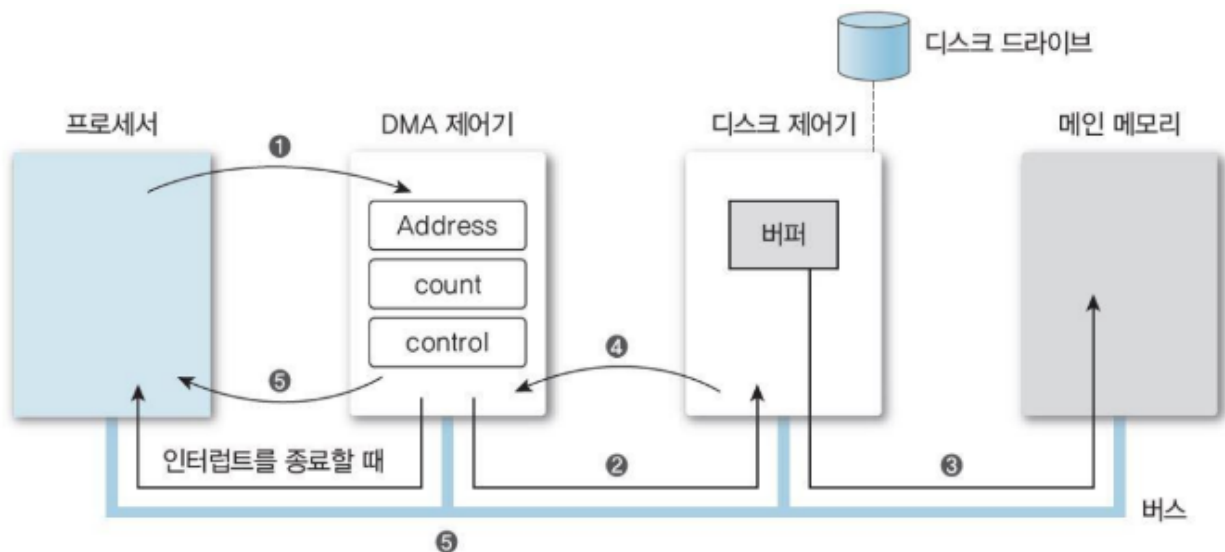 디스크 드라이브
프로세서
DMA 제어기
디스크 제어기
메인 메모리
❶
Address
버퍼
count
control
❹
❺
인터럽트를 종료할 때
❷
❸
버스
❺